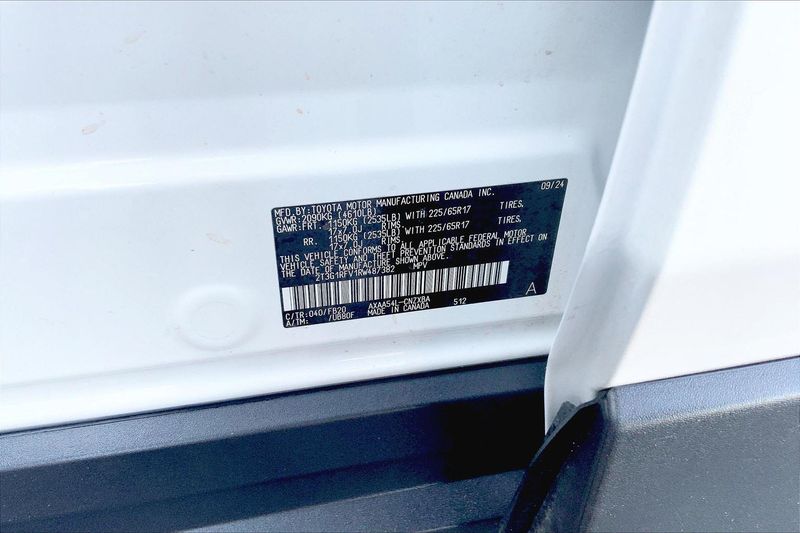 MFD.BY:TOYOTA MOTOR MANUFACTURING CANADA INC. 09/24
GVWR:2090KG (4610LB)
GAWR:FRT. 1150KG (2535LB) WITH 225/65R17 TIRES,
17x7.0J RIMS,
RR. 1150KG (2535LB) WITH 225/65R17 TIRES,
17x7.0J RIMS,
THIS VEHICLE CONFORMS TO ALL APPLICABLE FEDERAL MOTOR
VEHICLE SAFETY AND THEFT PREVENTION STANDARDS IN EFFECT ON
THE DATE OF MANUFACTURE SHOWN ABOVE.
2T3G1RFV1RW487382 MPV
C/TR:040/FB20 AXAA54L-CNZXBA 512 A
A/TM: /UB80F MADE IN CANADA